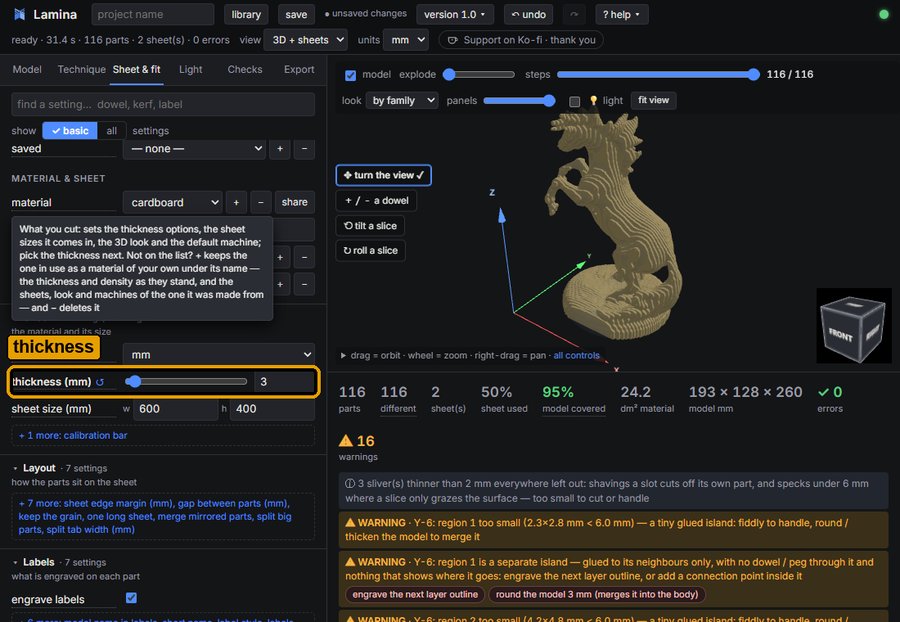 Lamina project name library save • unsaved changes version 1.0 undo ? help
ready · 31.4 s · 116 parts · 2 sheet(s) · 0 errors view 3D + sheets units mm Support on Ko-fi · thank you
Model Technique Sheet & fit Light Checks Export
find a setting... dowel, kerf, label
show ✓ basic all settings
saved — none — + −
MATERIAL & SHEET
material cardboard + − share
What you cut: sets the thickness options, the sheet
sizes it comes in, the 3D look and the default machine;
pick the thickness next. Not on the list? + keeps the
one in use as a material of your own under its name —
the thickness and density as they stand, and the
sheets, look and machines of the one it was made from
— and − deletes it
+ −
+ −
the material and its size
thickness
mm
thickness (mm) 3
sheet size (mm) w 600 h 400
+ 1 more: calibration bar
Layout · 7 settings
how the parts sit on the sheet
+ 7 more: sheet edge margin (mm), gap between parts (mm),
keep the grain, one long sheet, merge mirrored parts, split big
parts, split tab width (mm)
Labels · 7 settings
what is engraved on each part
engrave labels
model explode steps 116 / 116
look by family panels light fit view
turn the view ✓
+ / - a dowel
tilt a slice
roll a slice
Z
Y
X
FRONT
drag = orbit · wheel = zoom · right-drag = pan · all controls
116 116 2 50% 95% 24.2 193 × 128 × 260 ✓ 0
parts different sheet(s) sheet used model covered dm² material model mm errors
16
warnings
3 sliver(s) thinner than 2 mm everywhere left out: shavings a slot cuts off its own part, and specks under 6 mm
where a slice only grazes the surface — too small to cut or handle
WARNING · Y-6: region 1 too small (2.3×2.8 mm < 6.0 mm) — a tiny glued island: fiddly to handle, round /
thicken the model to merge it
WARNING · Y-6: region 1 is a separate island — glued to its neighbours only, with no dowel / peg through it and
nothing that shows where it goes: engrave the next layer outline, or add a connection point inside it
engrave the next layer outline round the model 3 mm (merges it into the body)
WARNING · Y-6: region 2 too small (4.2×4.8 mm < 6.0 mm) — a tiny glued island: fiddly to handle, round /